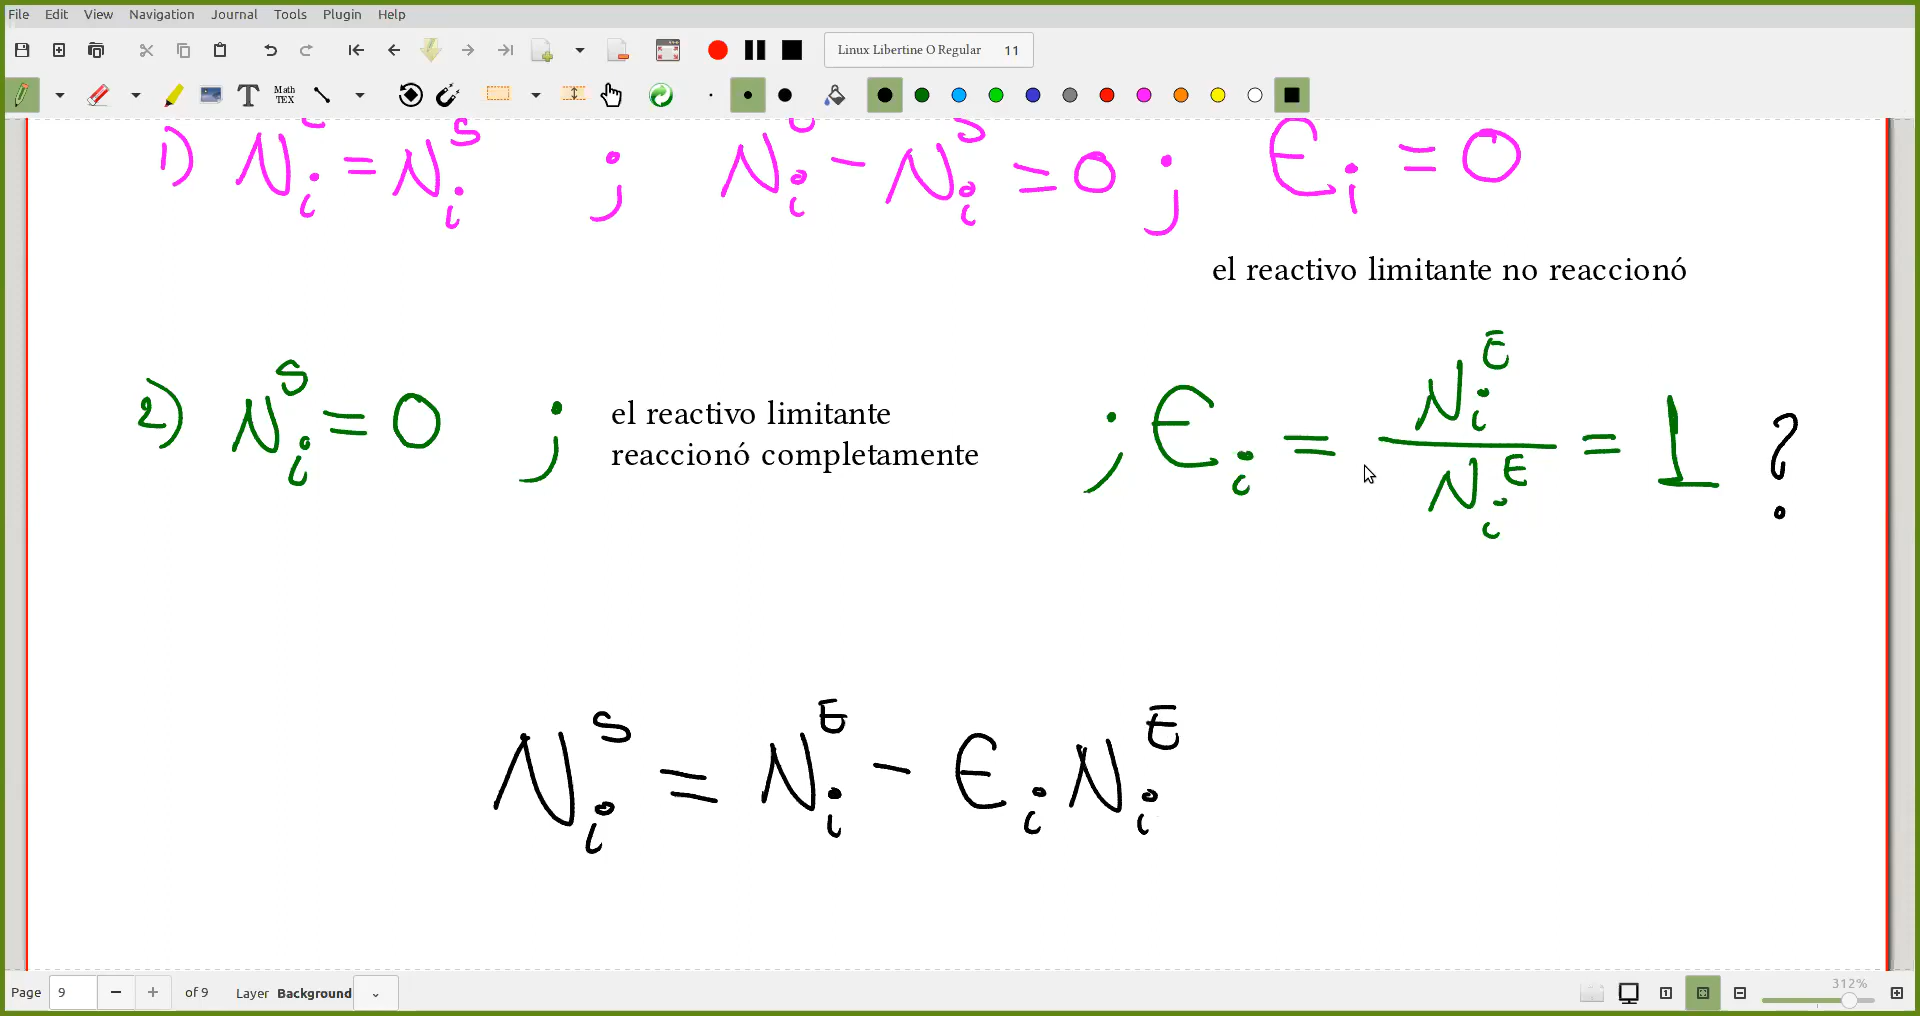 File Edit View Navigation Journal Tools Plugin Help
Linux Libertine O Regular 11
T Math TEX
1) N_i = N_i^S ; N_i - N_i^S = 0 ; ϵ_i = 0
el reactivo limitante no reaccionó
2) N_i^S = 0 ; el reactivo limitante
reaccionó completamente
; ϵ_i = N_i^E / N_i^E = 1 ?
N_i^S = N_i^E - ϵ_i N_i^E
Page 9 of 9 Layer Background 312%